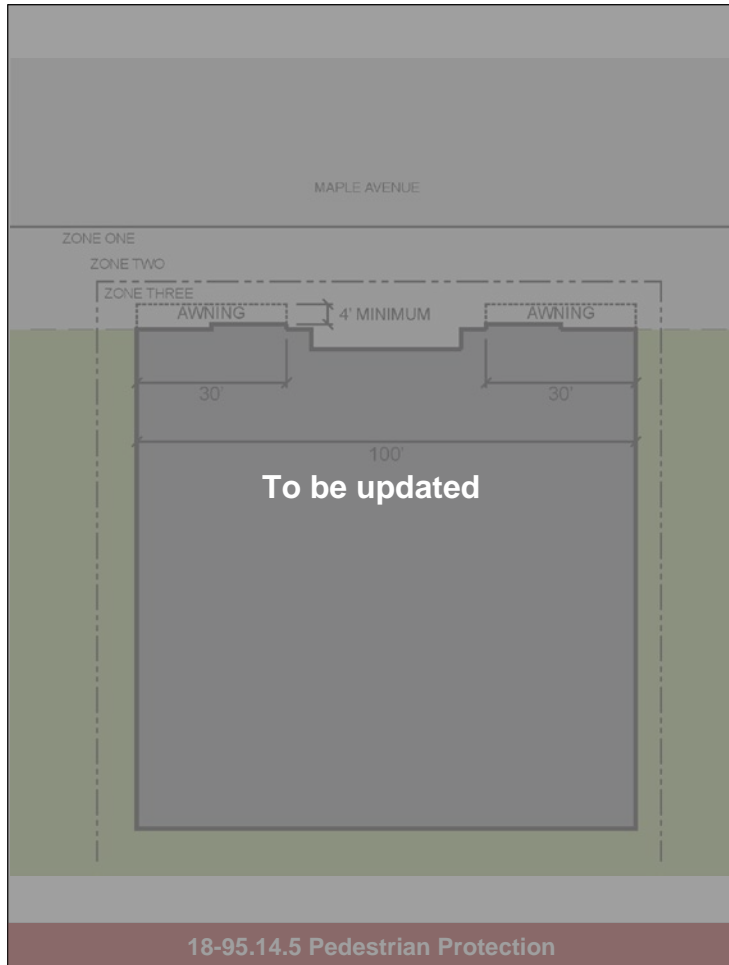 MAPLE AVENUE
ZONE ONE
ZONE TWO
ZONE THREE
AWNING
4' MINIMUM
AWNING
30'
30'
100'
To be updated
18-95.14.5 Pedestrian Protection